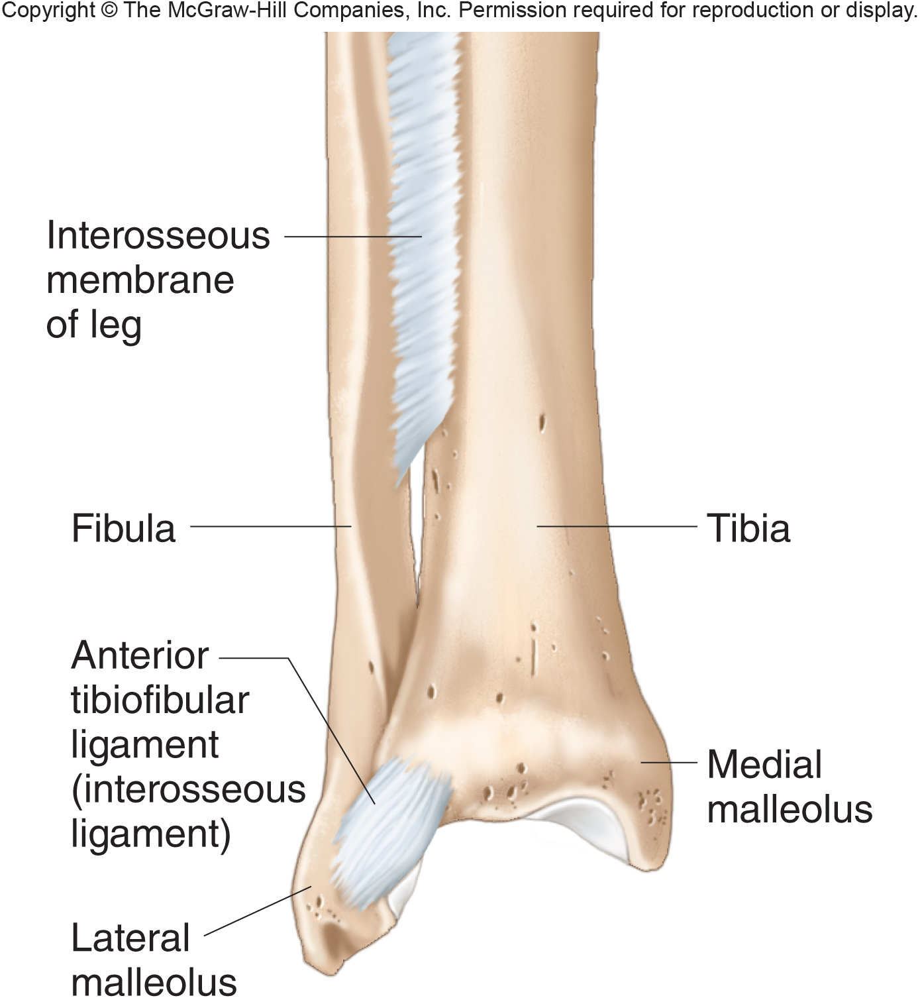 Copyright © The McGraw-Hill Companies, Inc. Permission required for reproduction or display.
Interosseous
membrane
of leg
Fibula
Tibia
Anterior
tibiofibular
ligament
(interosseous
ligament)
Medial
malleolus
Lateral
malleolus